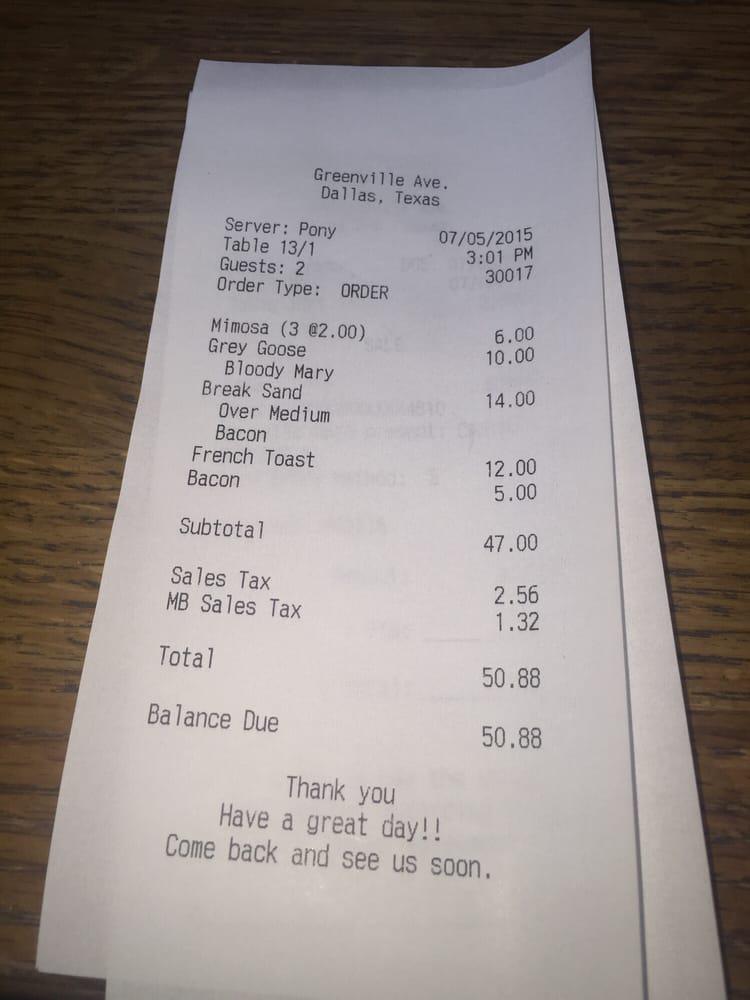 Greenville Ave.
Dallas, Texas
Server: Pony 07/05/2015
Table 13/1 3:01 PM
Guests: 2 30017
Order Type: ORDER
Mimosa (3 @2.00) 6.00
Grey Goose 10.00
Bloody Mary
Break Sand 14.00
Over Medium
Bacon
French Toast 12.00
Bacon 5.00
Subtotal 47.00
Sales Tax 2.56
MB Sales Tax 1.32
Total 50.88
Balance Due 50.88
Thank you
Have a great day!!
Come back and see us soon.